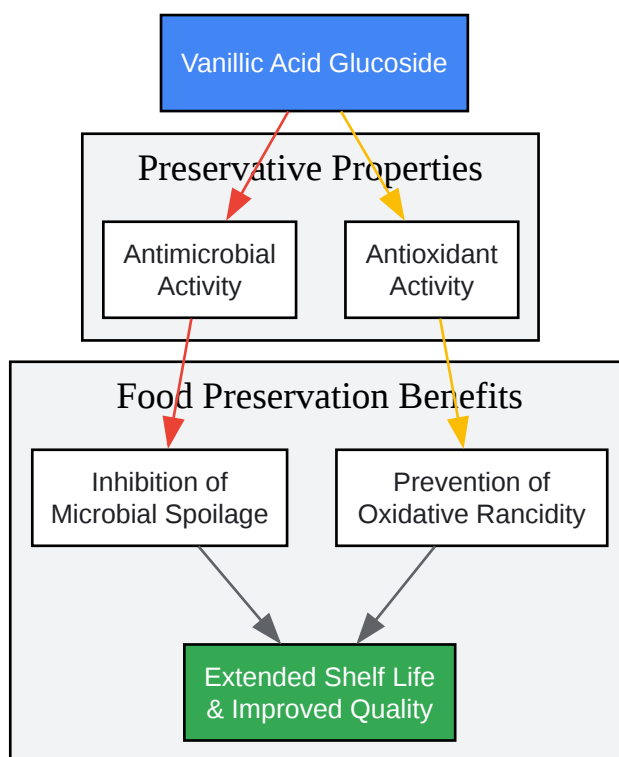 Vanillic Acid Glucoside
Preservative Properties
Antimicrobial
Activity
Antioxidant
Activity
Food Preservation Benefits
Inhibition of
Microbial Spoilage
Prevention of
Oxidative Rancidity
Extended Shelf Life
& Improved Quality